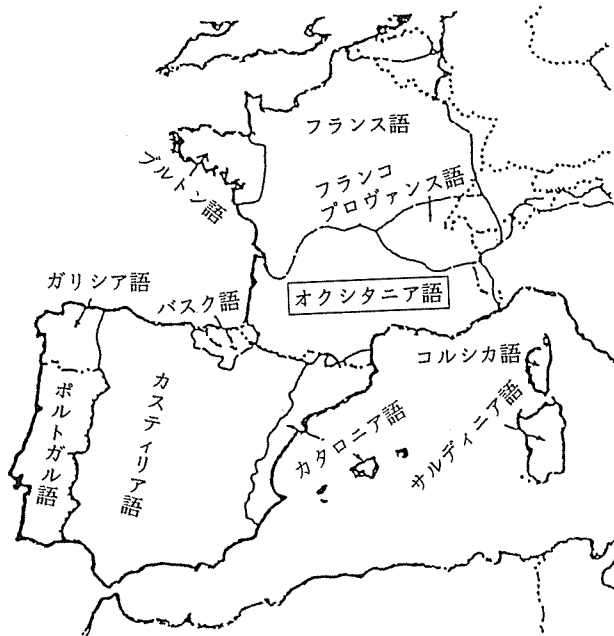 フランス語
ブルトン語
フランコ
プロヴァンス語
ガリシア語
バスク語
オクシタニア語
コルシカ語
ポルトガル語
カスティリア語
カタロニア語
サルディニア語